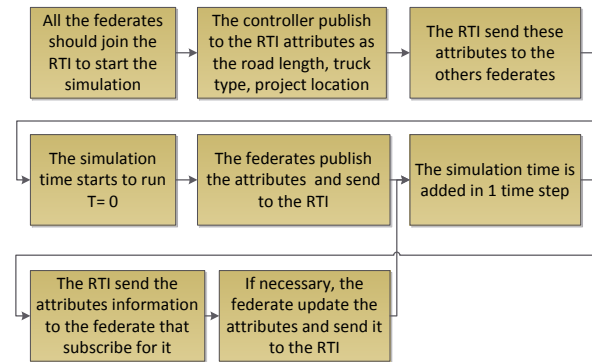 All the federates
should join the
RTI to start the
simulation
The controller publish
to the RTI attributes as
the road length, truck
type, project location
The RTI send these
attributes to the
others federates
The simulation
time starts to run
T= 0
The federates publish
the attributes and send
to the RTI
The simulation time is
added in 1 time step
The RTI send the
attributes information
to the federate that
subscribe for it
If necessary, the
federate update the
attributes and send it
to the RTI